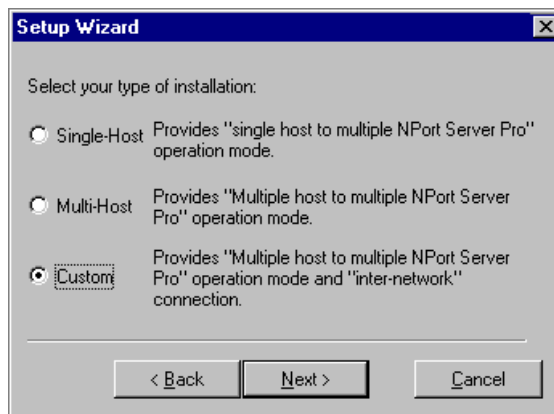 Setup Wizard
Select your type of installation:
Single-Host
Provides "single host to multiple NPort Server Pro"
operation mode.
Multi-Host
Provides "Multiple host to multiple NPort Server
Pro" operation mode.
Custom
Provides "Multiple host to multiple NPort Server
Pro" operation mode and "inter-network"
connection.
< Back
Next >
Cancel